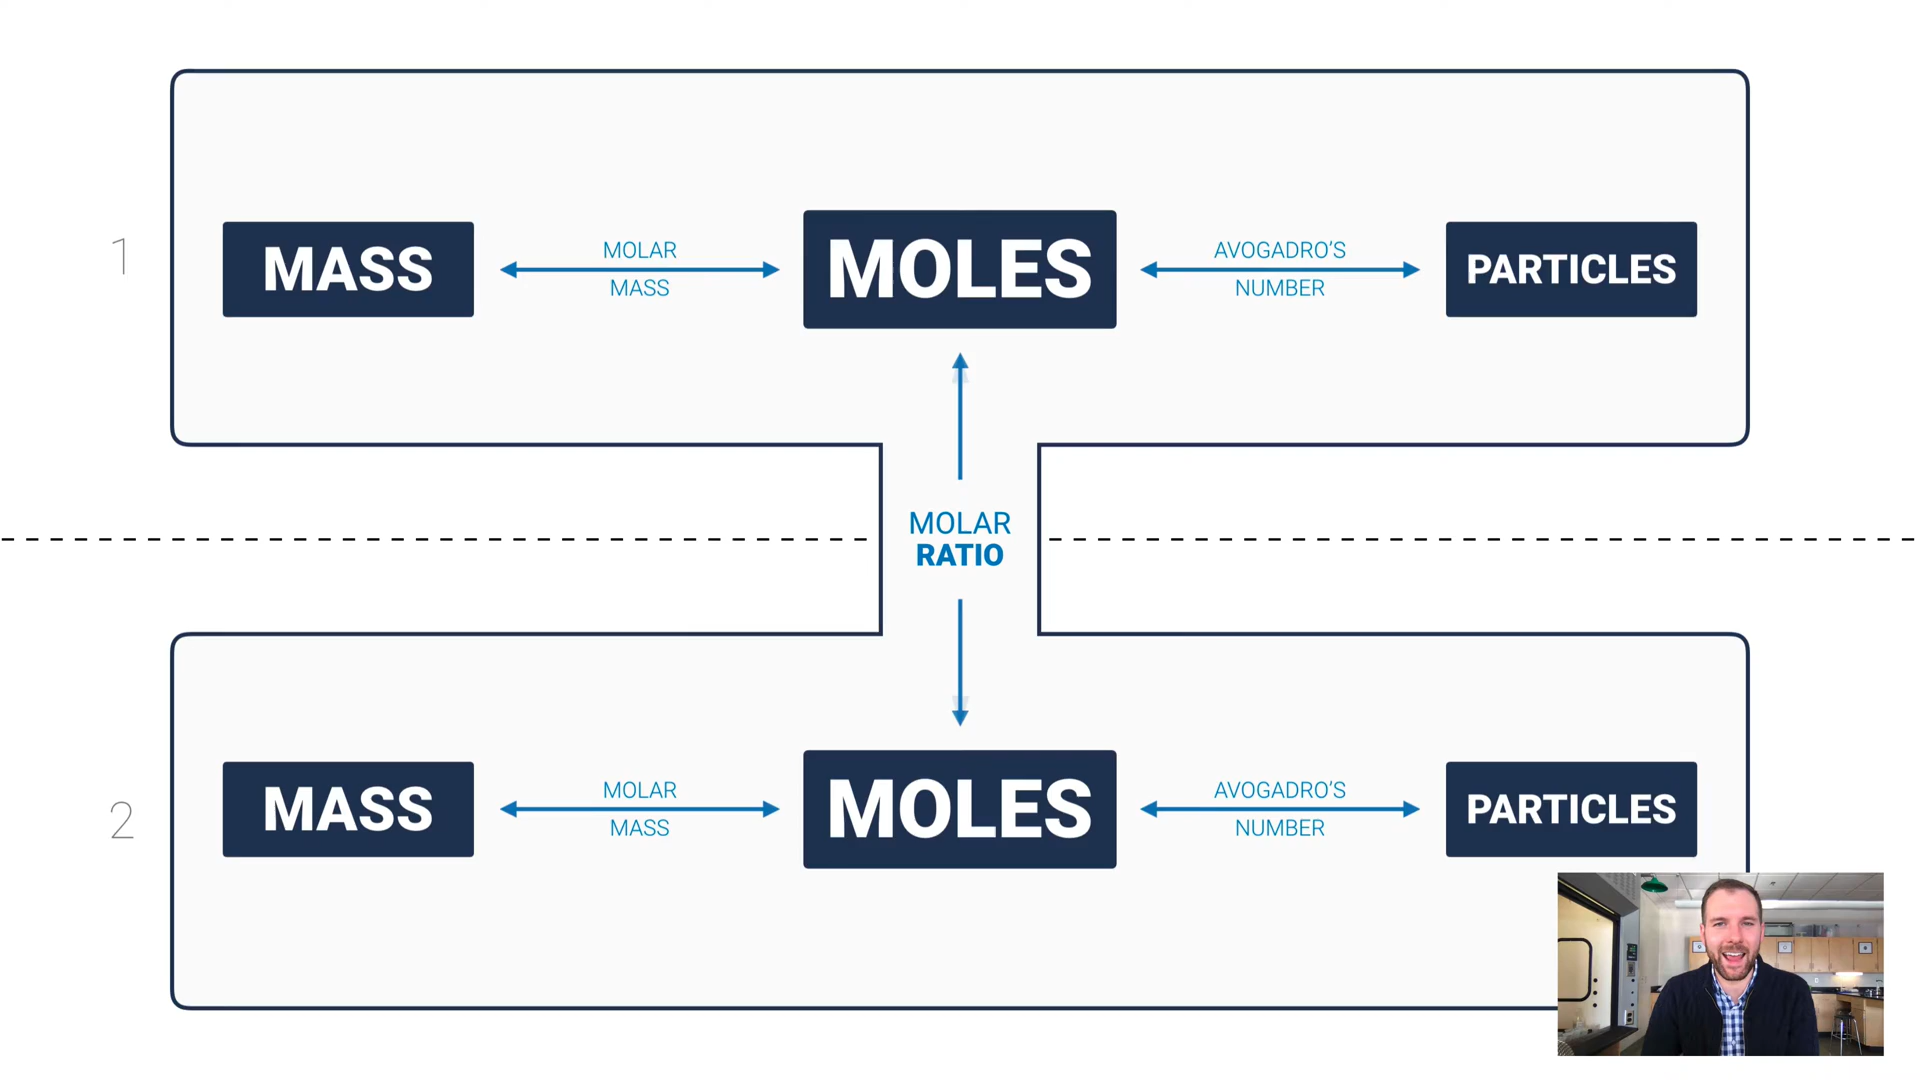 1
MASS
MOLAR
MASS
MOLES
AVOGADRO'S
NUMBER
PARTICLES
MOLAR
RATIO
2
MASS
MOLAR
MASS
MOLES
AVOGADRO'S
NUMBER
PARTICLES